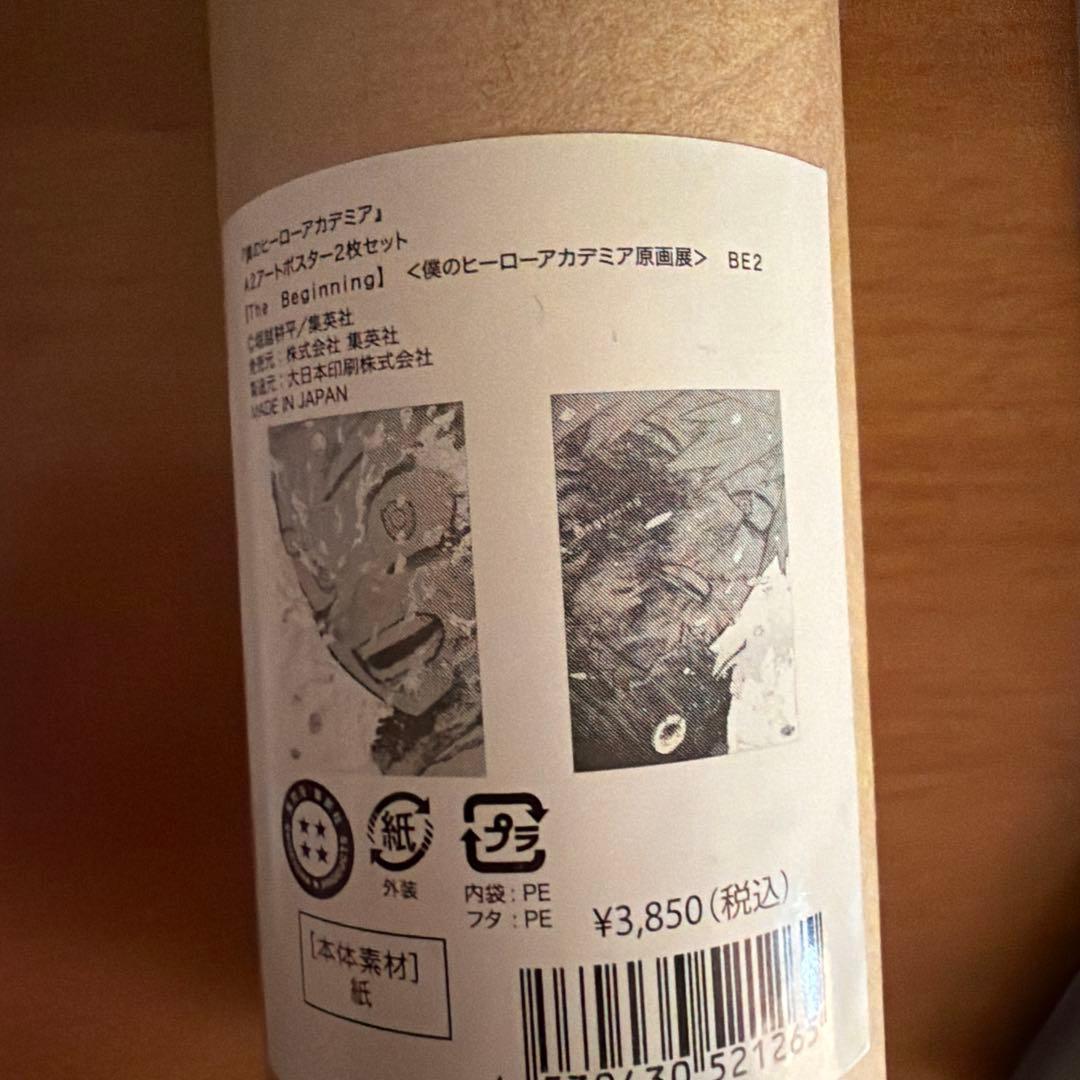 『僕のヒーローアカデミア』
A2アートポスター2枚セット
【The Beginning】 <僕のヒーローアカデミア原画展> BE2
©堀越耕平/集英社
発売元：株式会社 集英社
製造元：大日本印刷株式会社
MADE IN JAPAN
紙
外装
プラ
内袋：PE
フタ：PE
¥3,850(税込)
[本体素材]
紙
521265